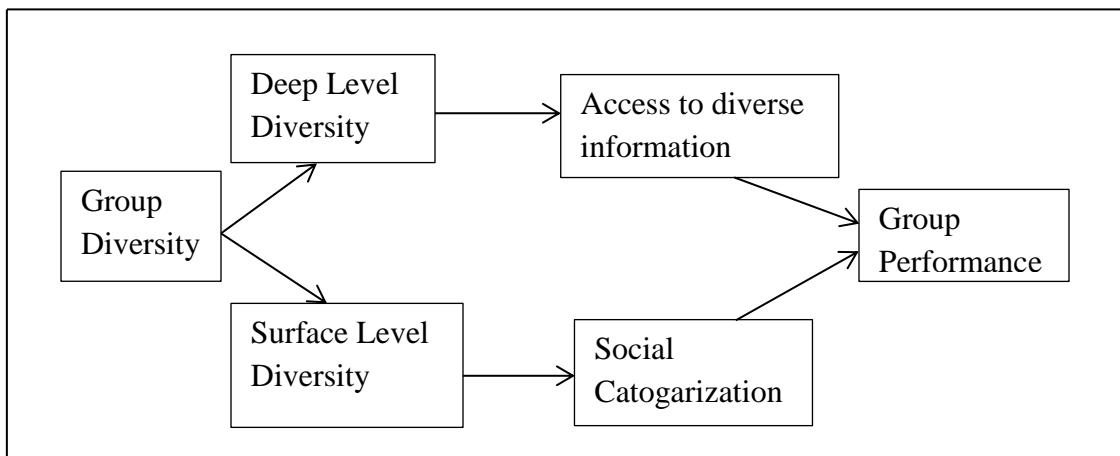 Deep Level
Diversity
Access to diverse
information
Group
Diversity
Group
Performance
Surface Level
Diversity
Social
Catogarization